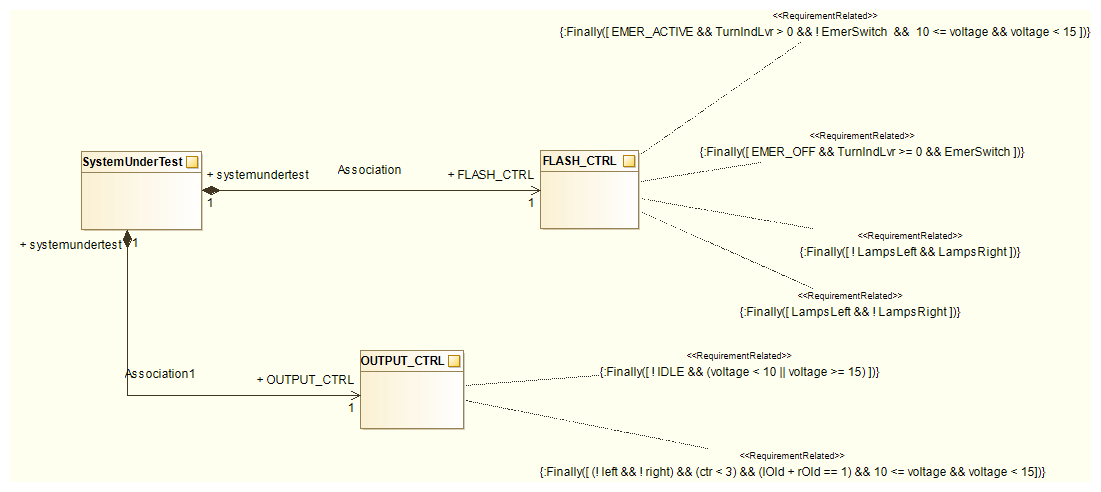 <<RequirementRelated>>
{:Finally([ EMER_ACTIVE && TurnIndLvr > 0 && ! EmerSwitch && 10 <= voltage && voltage < 15 ])}
<<RequirementRelated>>
{:Finally([ EMER_OFF && TurnIndLvr >= 0 && EmerSwitch ])}
SystemUnderTest
FLASH_CTRL
+ systemundertest
Association
+ FLASH_CTRL
1
1
<<RequirementRelated>>
{:Finally([ ! LampsLeft && LampsRight ])}
+ systemundertest
1
<<RequirementRelated>>
{:Finally([ LampsLeft && ! LampsRight ])}
OUTPUT_CTRL
<<RequirementRelated>>
{:Finally([ ! IDLE && (voltage < 10 || voltage >= 15) ])}
Association1
+ OUTPUT_CTRL
1
<<RequirementRelated>>
{:Finally([ (! left && ! right) && (ctr < 3) && (lOld + rOld == 1) && 10 <= voltage && voltage < 15])}